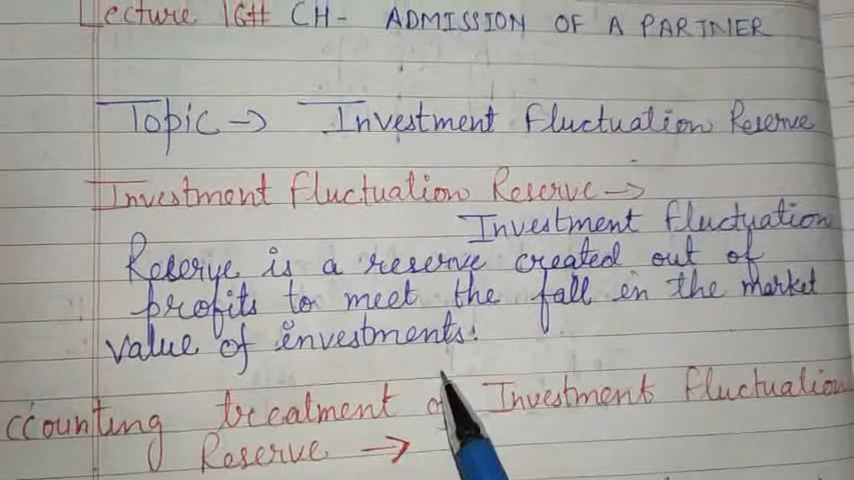 Lecture 16# CH- ADMISSION OF A PARTNER
Topic → Investment Fluctuation Reserve
Investment Fluctuation Reserve →
Investment Fluctuation
Reserve is a reserve created out of
profits to meet the fall in the market
value of investments.
ccounting treatment of Investment Fluctuation
Reserve →